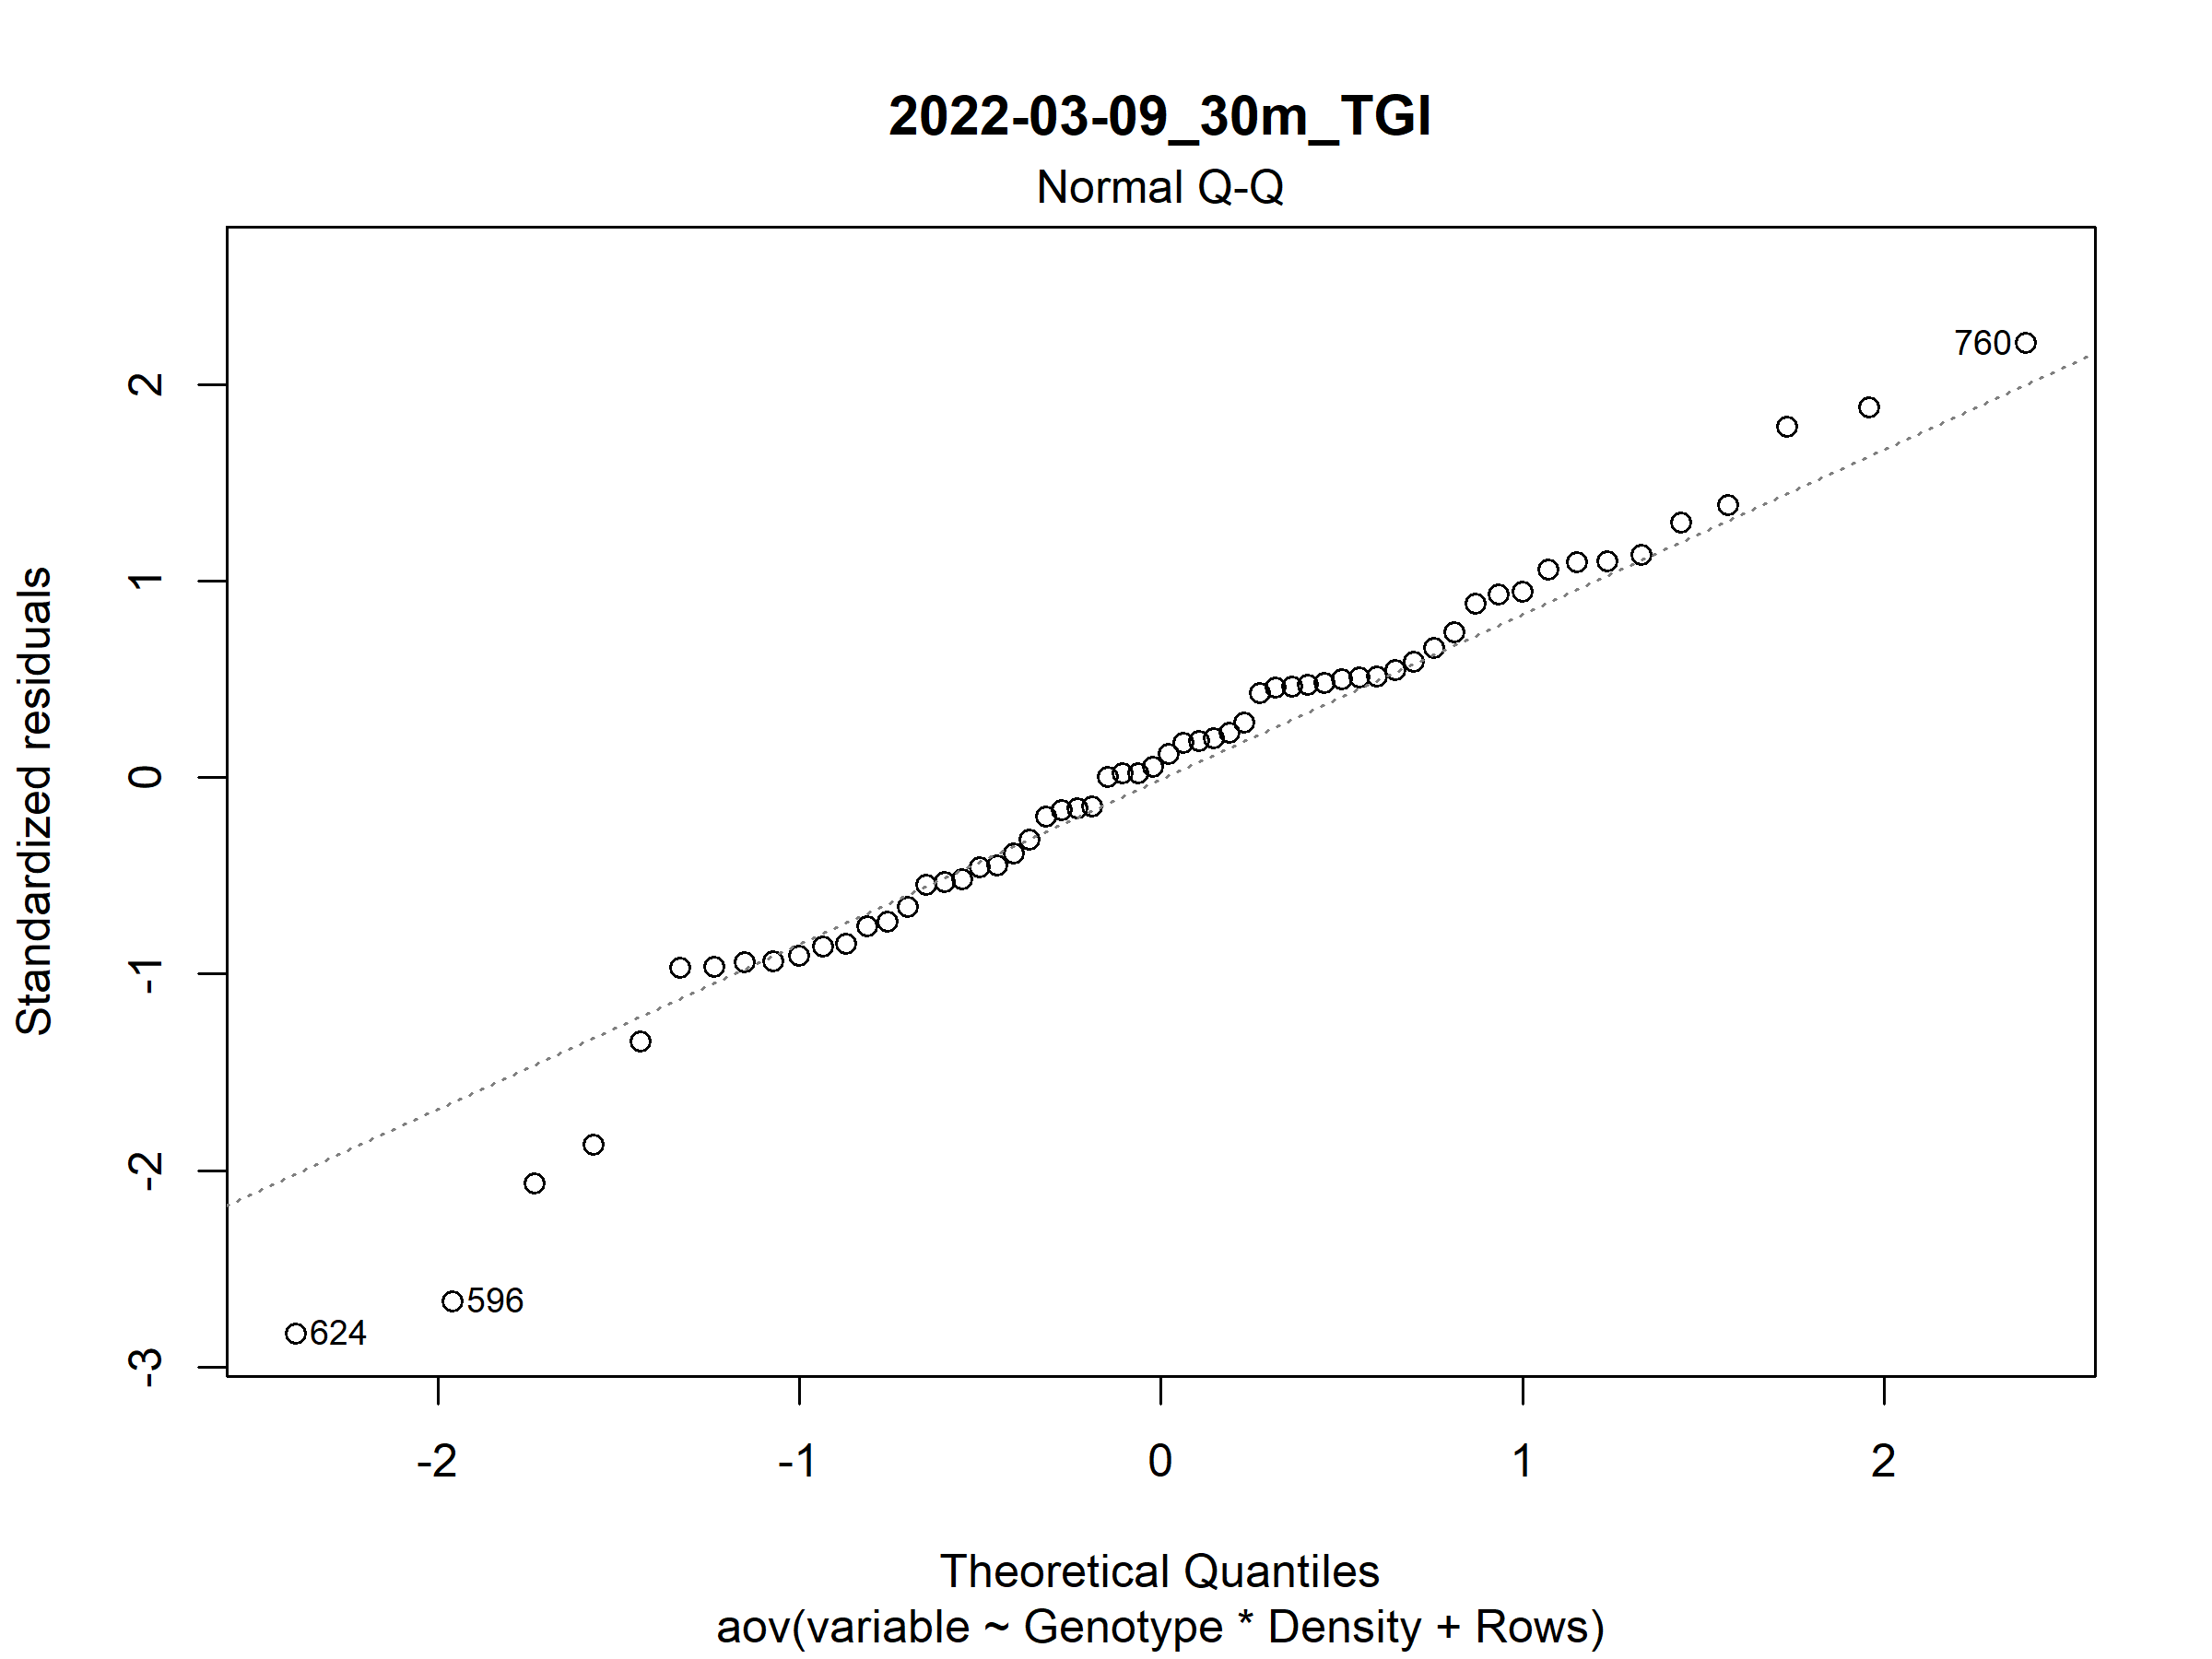 2022-03-09_30m_TGI
Normal Q-Q
Standardized residuals
2
1
0
-1
-2
-3
760
596
624
-2
-1
0
1
2
Theoretical Quantiles
aov(variable ~ Genotype * Density + Rows)